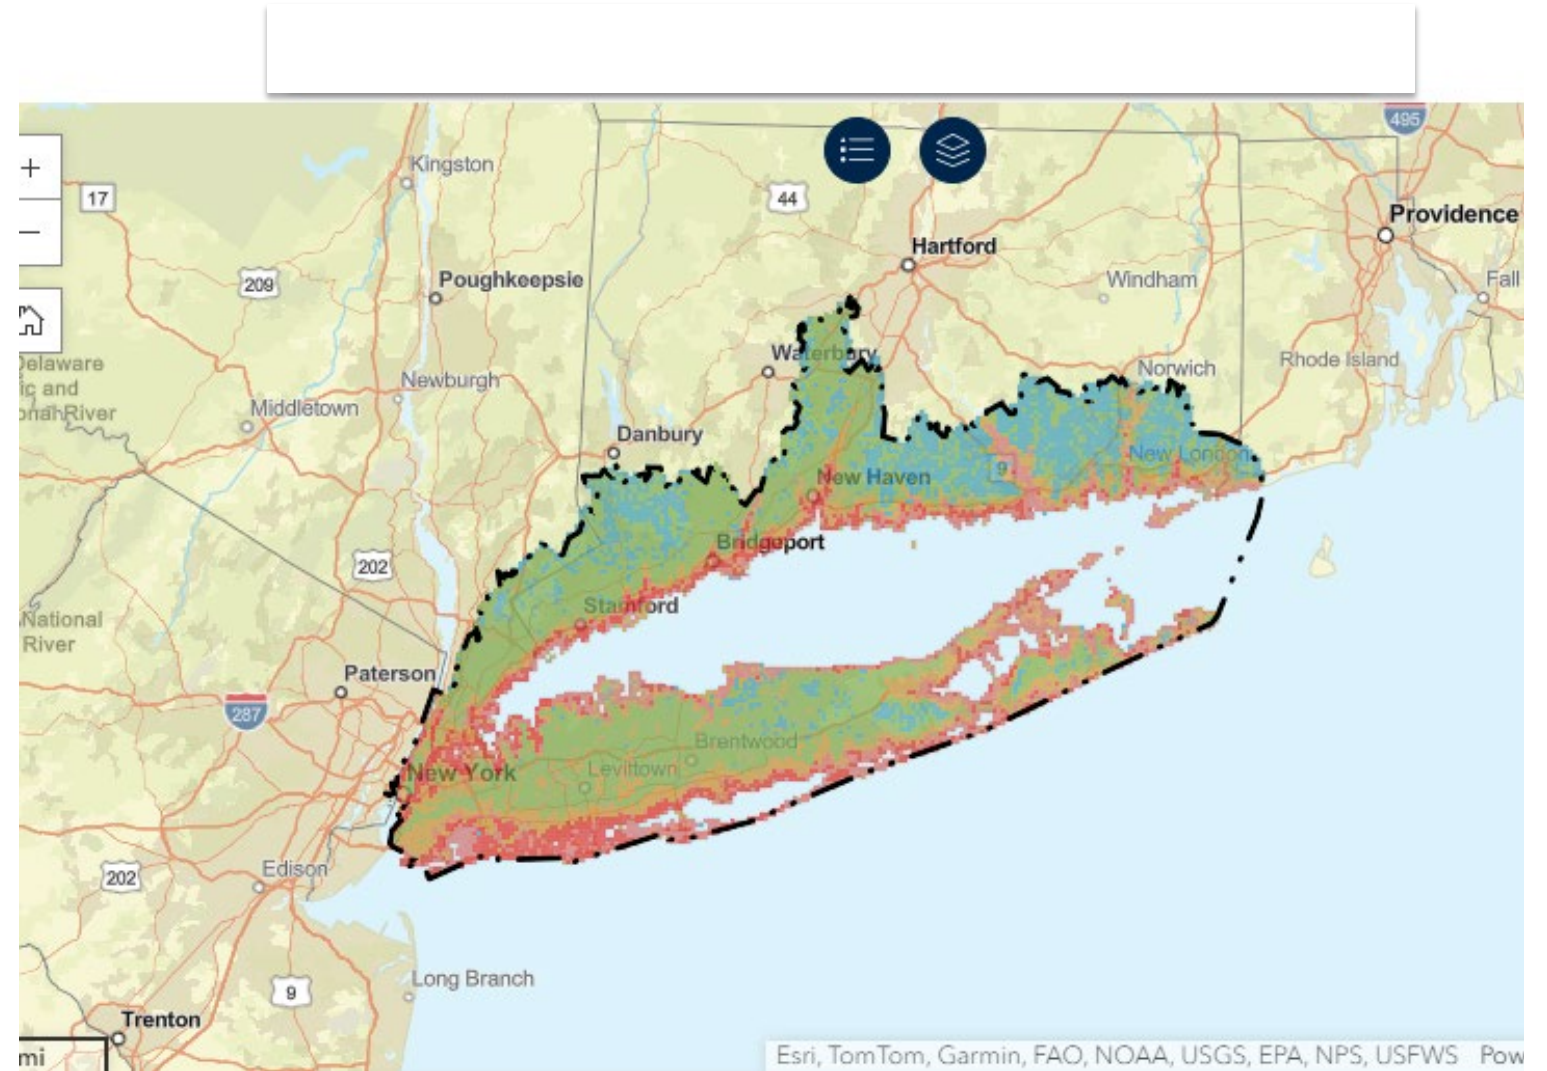 495
Kingston
+
17
44
Providence
Hartford
−
209
Poughkeepsie
Windham
Fall
Delaware
Waterbury
Rhode Island
ic and
Norwich
Newburgh
Middletown
onal River
Danbury
New London
New Haven
9
Bridgeport
202
Stamford
National
River
Paterson
287
Brentwood
New York
Levittown
Edison
202
Long Branch
9
Trenton
mi
Esri, TomTom, Garmin, FAO, NOAA, USGS, EPA, NPS, USFWS Pow